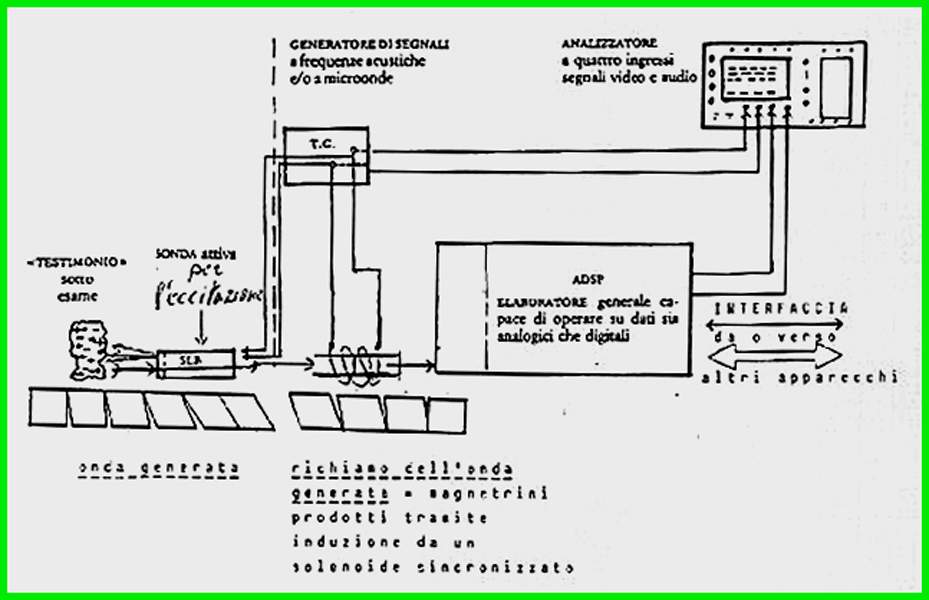 GENERATORE DI SEGNALI
a frequenze acustiche
e/o a microonde
ANALIZZATORE
a quattro ingressi
segnali video e audio
T.G.
«TESTIMONIO»
sotto
esame
SONDA attiva
per
l'eccitazione
SLR
ADSP
ELABORATORE generale ca-
pace di operare su dati sia
analogici che digitali
INTERFACCIA
da o verso
altri apparecchi
onda generata
richiamo dell'onda
generata = magnetrini
prodotti tramite
induzione da un
solenoide sincronizzato